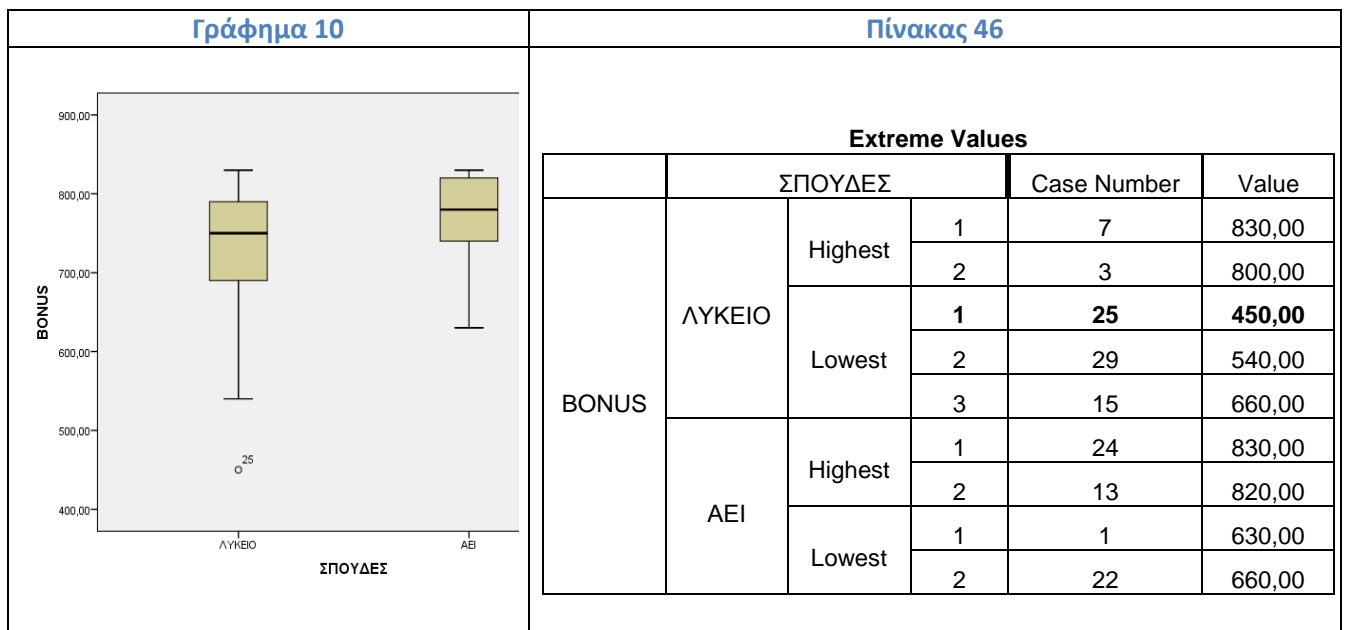 Γράφημα 10
Πίνακας 46
900,00
800,00
700,00
600,00
500,00
400,00
BONUS
25
ΛΥΚΕΙΟ
ΑΕΙ
ΣΠΟΥΔΕΣ
Extreme Values
ΣΠΟΥΔΕΣ Case Number Value
BONUS
ΛΥΚΕΙΟ
Highest
1 7 830,00
2 3 800,00
Lowest
1 25 450,00
2 29 540,00
3 15 660,00
ΑΕΙ
Highest
1 24 830,00
2 13 820,00
Lowest
1 1 630,00
2 22 660,00